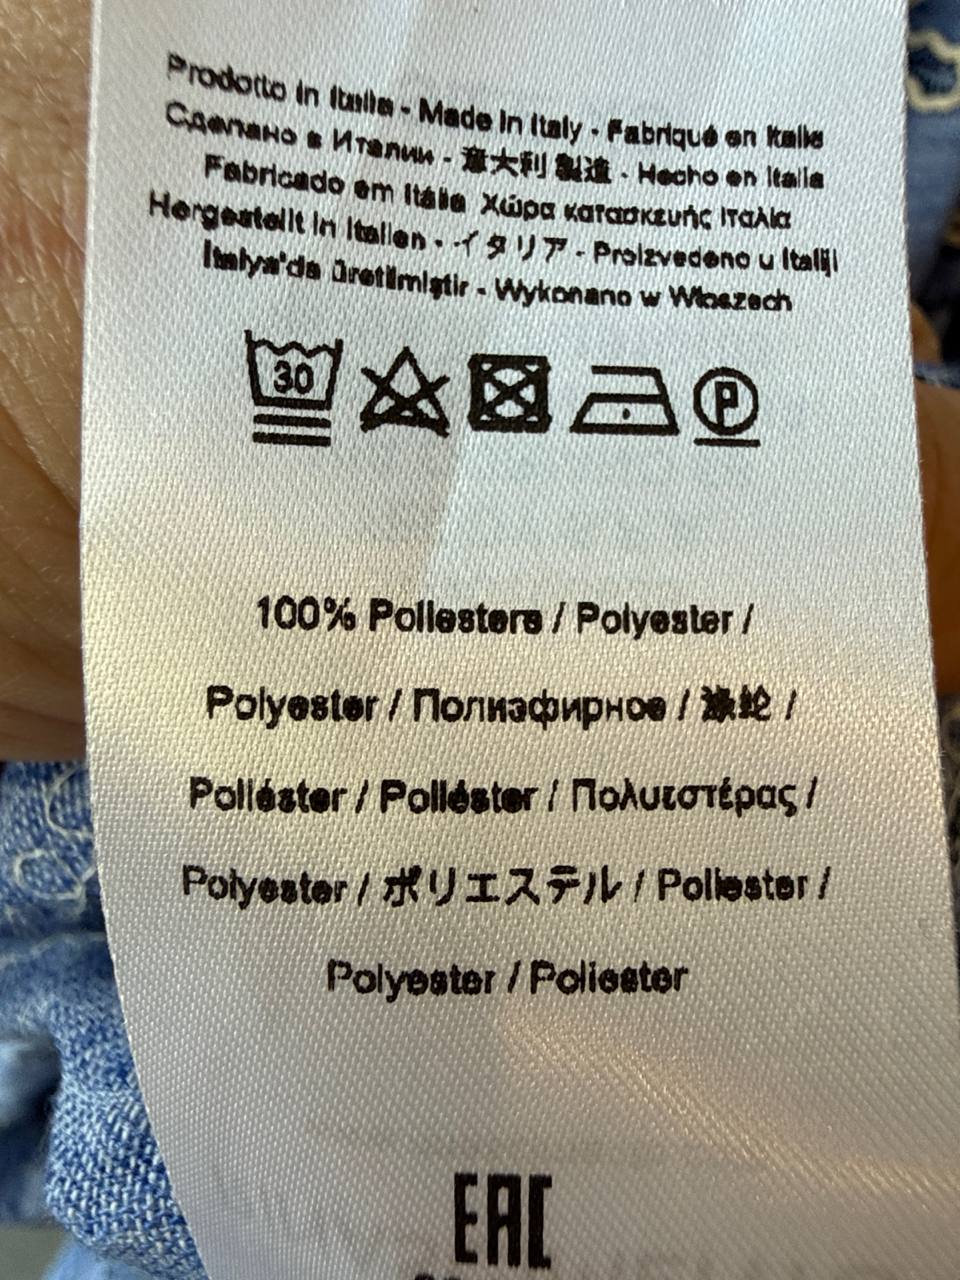 Prodotto in Italia - Made in Italy - Fabriqué en Italie
Сделано в Италии - 意大利 製造 - Hecho en Italia
Fabricado em Itália Χώρα κατασκευής Ιταλία
Hergestellt in Italien - イタリア - Proizvedeno u Italiji
İtalya'da üretilmiştir - Wykonano w Włoszech
30
P
100% Poliestere / Polyester /
Polyester / Полиэфирное / 涤纶 /
Poliéster / Poliéster / Πολυεστέρας /
Polyester / ポリエステル / Poliester /
Polyester / Poliester
EAC